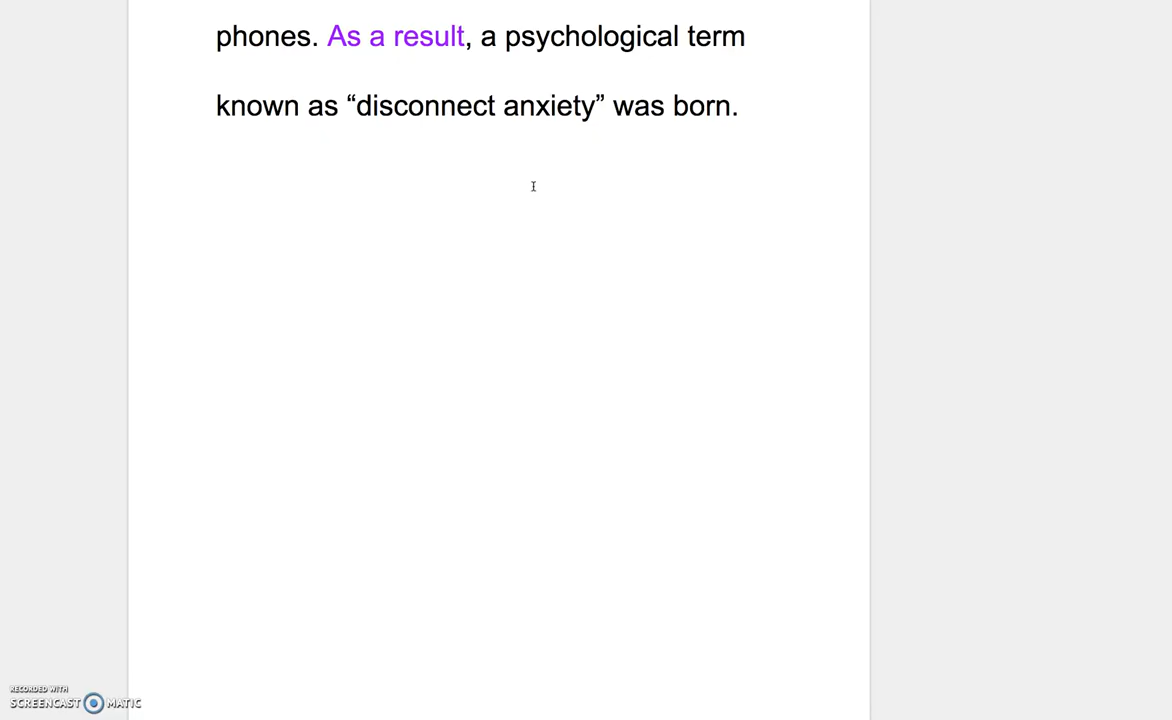 phones. As a result, a psychological term
known as “disconnect anxiety” was born.
RECORDED WITH
SCREENCAST MATIC